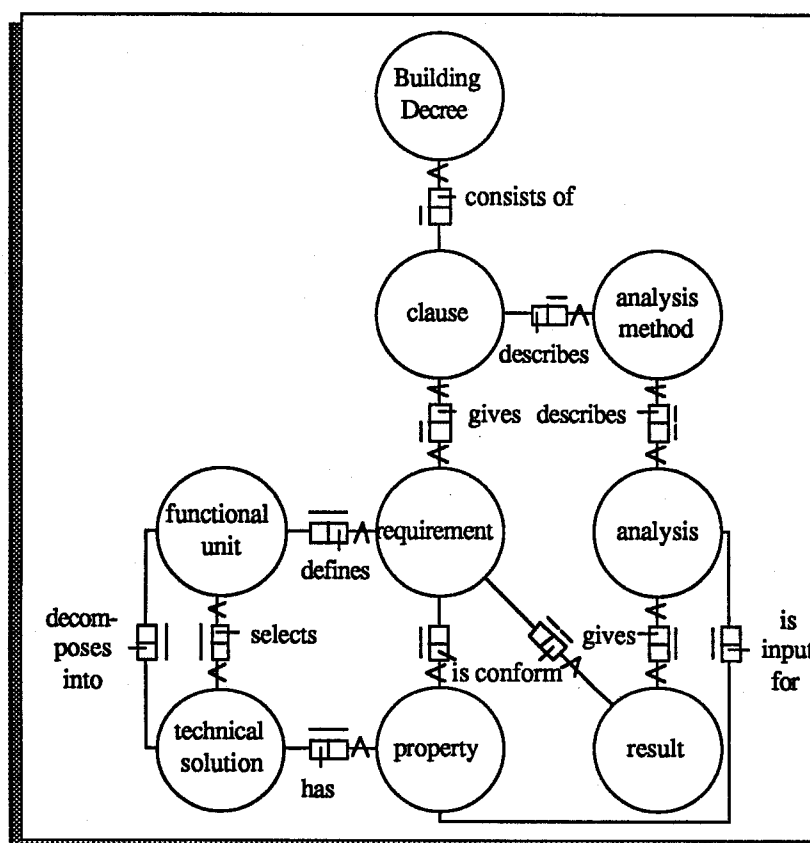 Building
Decree
consists of
clause
analysis
method
describes
gives
describes
functional
unit
requirement
analysis
defines
decom-
poses
into
selects
is conform
gives
is
input
for
technical
solution
property
result
has